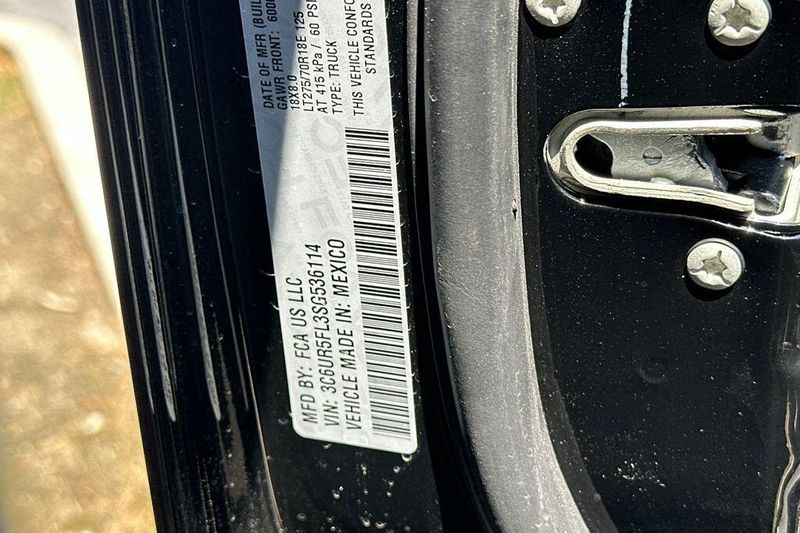 MFD BY: FCA US LLC
VIN: 3C6UR5FL3SG536114
VEHICLE MADE IN: MEXICO
DATE OF MFR (BUIL
GAWR FRONT: 600
18X8.0
LT275/70R18E 125
AT 415 kPa / 60 PSI
TYPE: TRUCK
THIS VEHICLE CONFO
STANDARDS